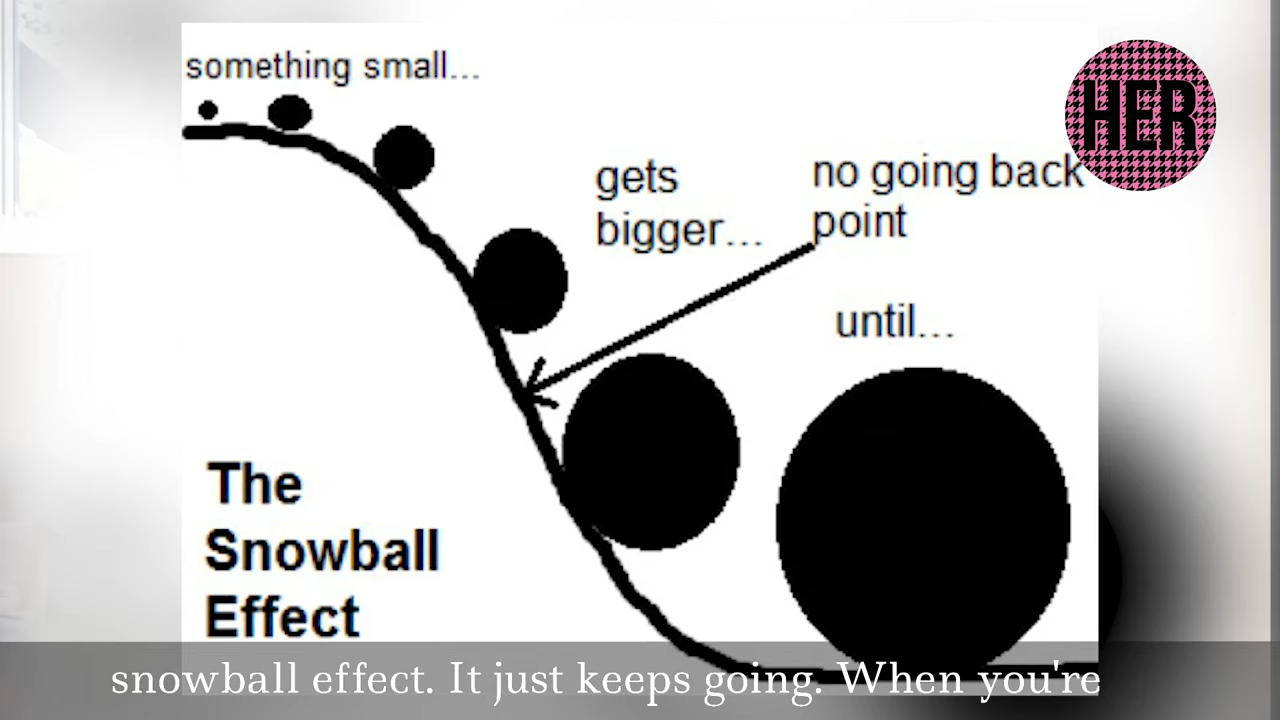 something small...
HER
gets
bigger...
no going back
point
until...
The
Snowball
Effect
snowball effect. It just keeps going. When you're